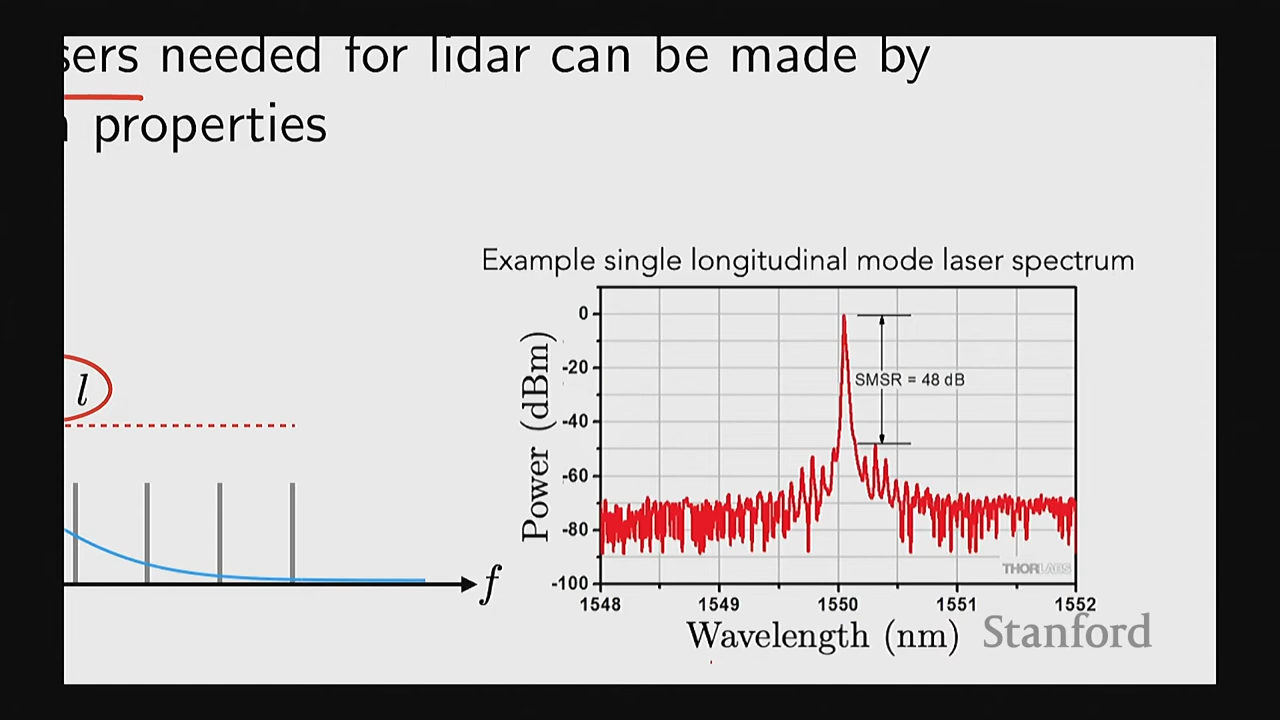 needed for lidar can be made by
properties
Example single longitudinal mode laser spectrum
l
f
Power (dBm)
0
-20
-40
-60
-80
-100
SMSR = 48 dB
THORLABS
1548 1549 1550 1551 1552
Wavelength (nm)
Stanford